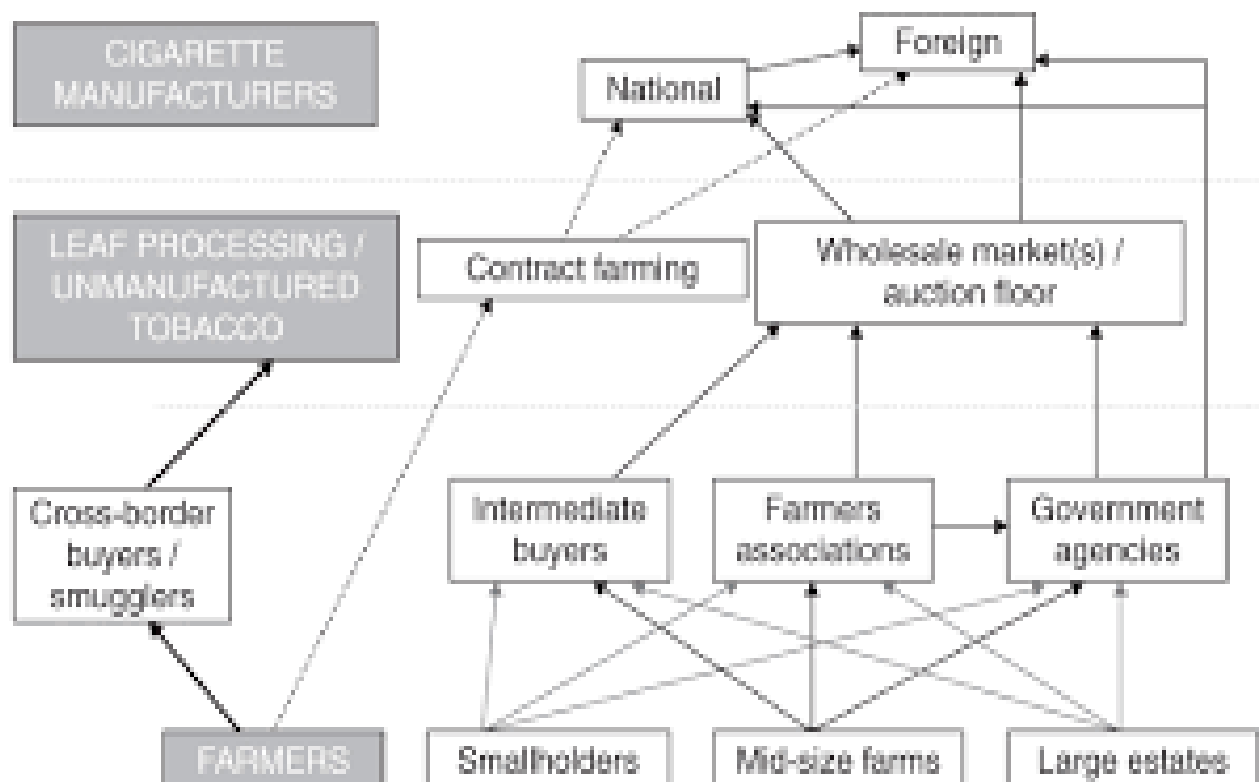 CIGARETTE
MANUFACTURERS
National
Foreign
LEAF PROCESSING /
UNMANUFACTURED
TOBACCO
Contract farming
Wholesale market(s) /
auction floor
Cross-border
buyers /
smugglers
Intermediate
buyers
Farmers
associations
Government
agencies
FARMERS
Smallholders
Mid-size farms
Large estates